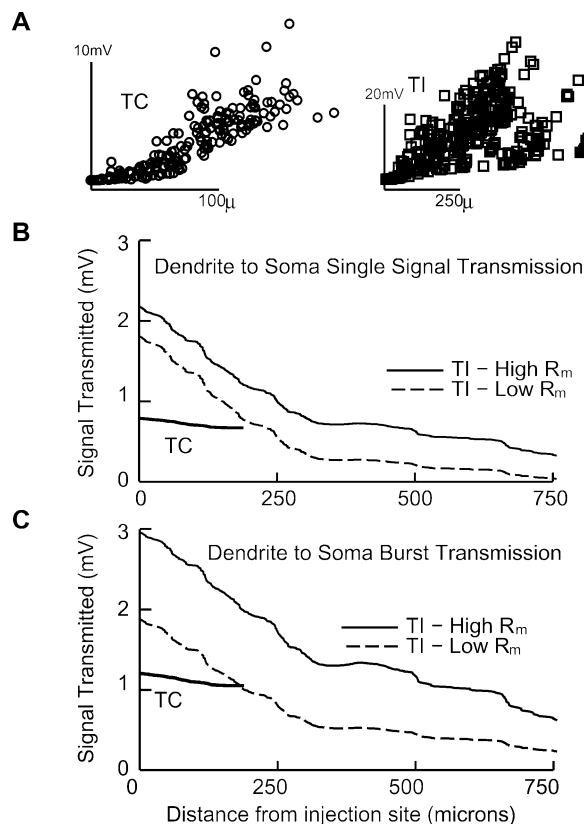 A
10mV
TC
100μ
20mV
TI
250μ
B
Dendrite to Soma Single Signal Transmission
Signal Transmitted (mV)
3
2
1
0
TI − High Rm
TI − Low Rm
TC
0
250
500
750
C
Dendrite to Soma Burst Transmission
Signal Transmitted (mV)
3
2
1
0
TI − High Rm
TI − Low Rm
TC
0
250
500
750
Distance from injection site (microns)